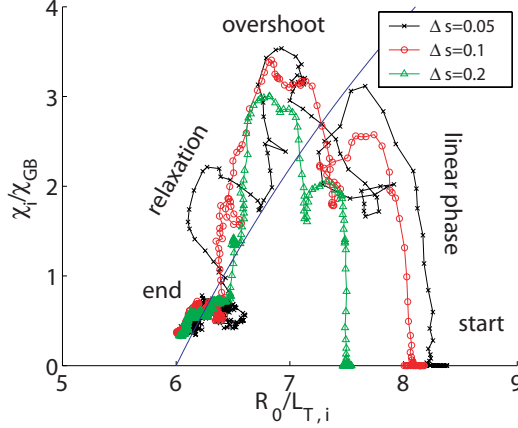 overshoot
Δ s=0.05
Δ s=0.1
Δ s=0.2
relaxation
linear phase
end
start
χi/χGB
4
3
2
1
0
5
6
7
8
9
R0/LT,i